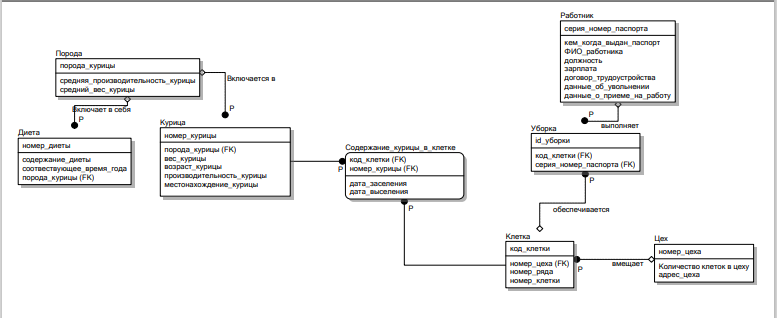 Работник
серия_номер_паспорта
кем_когда_выдан_паспорт
ФИО_работника
должность
зарплата
договор_трудоустройства
данные_об_увольнении
данные_о_приеме_на_работу
Порода
порода_курицы
средняя_производительность_курицы
средний_вес_курицы
Включается в
P
Включает в себя
P
Диета
номер_диеты
содержание_диеты
соотвествующее_время_года
порода_курицы (FK)
Курица
номер_курицы
порода_курицы (FK)
вес_курицы
возраст_курицы
производительность_курицы
местонахождение_курицы
P
Содержание_курицы_в_клетке
код_клетки (FK)
номер_курицы (FK)
дата_заселения
дата_выселения
P
P
выполняет
Уборка
id_уборки
код_клетки (FK)
серия_номер_паспорта (FK)
P
обеспечивается
Клетка
код_клетки
номер_цеха (FK)
номер_ряда
номер_клетки
P
вмещает
Цех
номер_цеха
Количество клеток в цеху
адрес_цеха